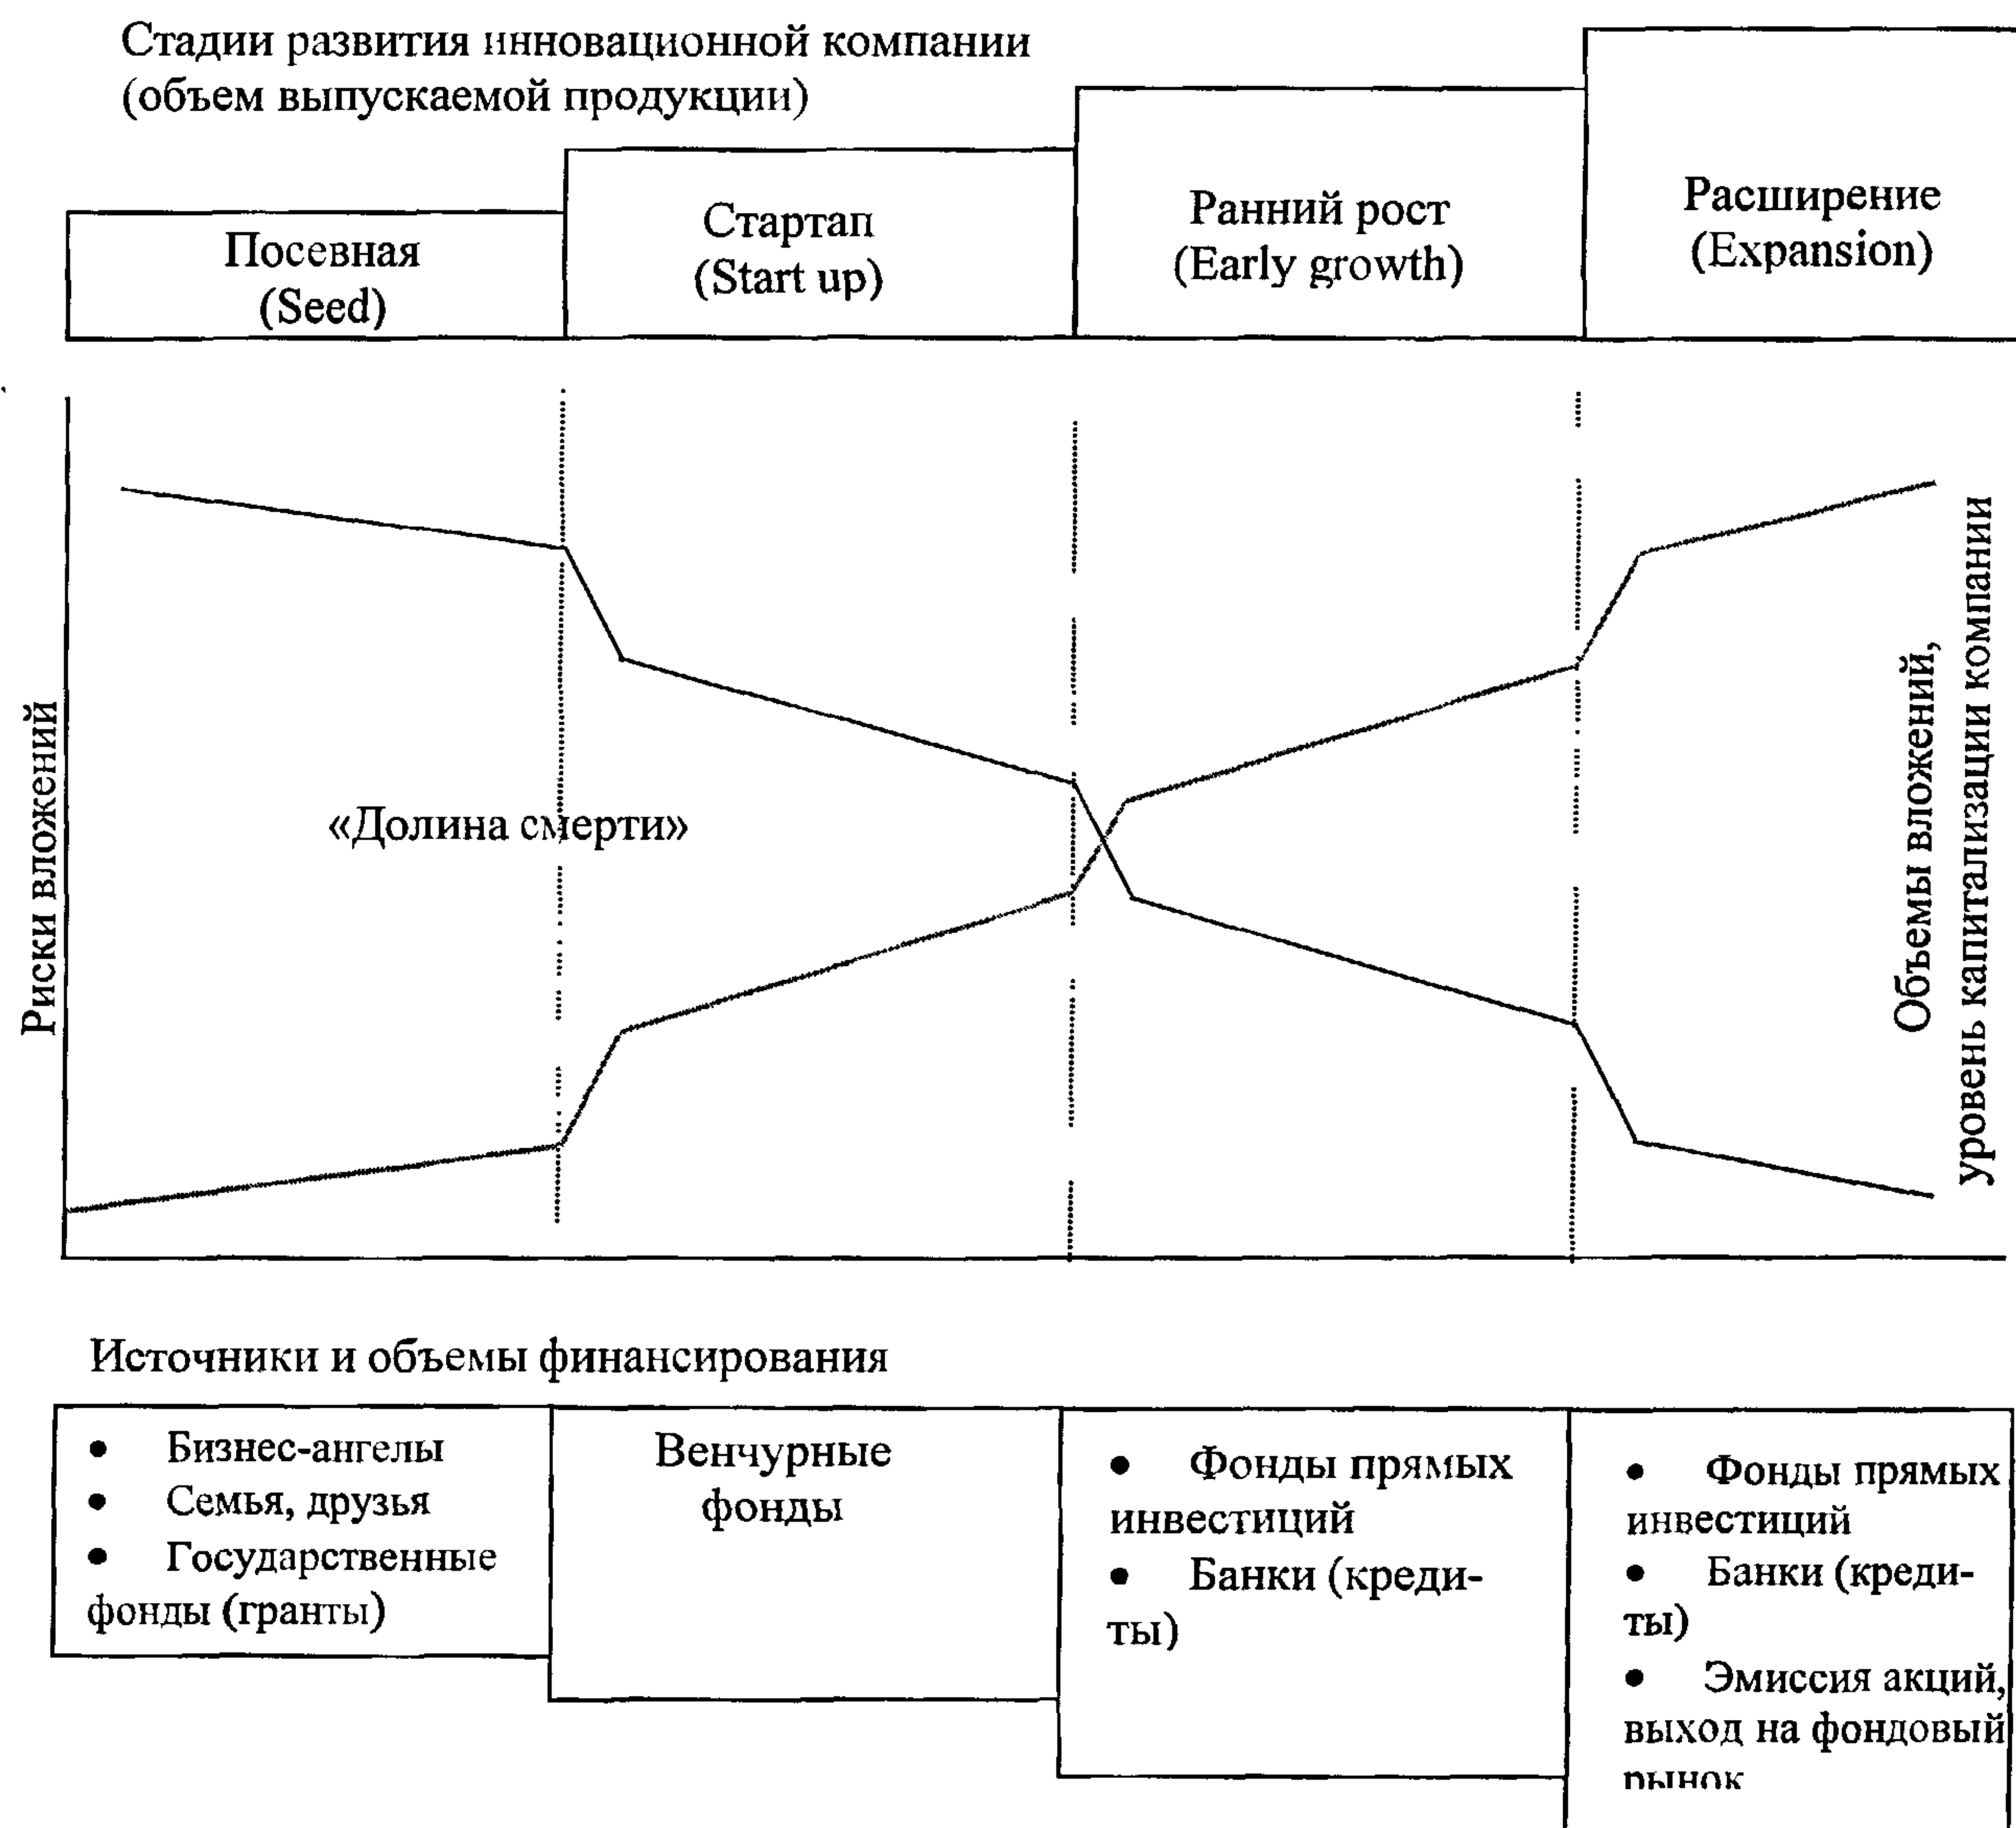 Стадии развития инновационной компании
(объем выпускаемой продукции)
Посевная
(Seed)
Стартап
(Start up)
Ранний рост
(Early growth)
Расширение
(Expansion)
Риски вложений
«Долина смерти»
Объемы вложений,
уровень капитализации компании
Источники и объемы финансирования
• Бизнес-ангелы
• Семья, друзья
• Государственные
фонды (гранты)
Венчурные
фонды
• Фонды прямых
инвестиций
• Банки (креди-
ты)
• Фонды прямых
инвестиций
• Банки (креди-
ты)
• Эмиссия акций,
выход на фондовый
рынок